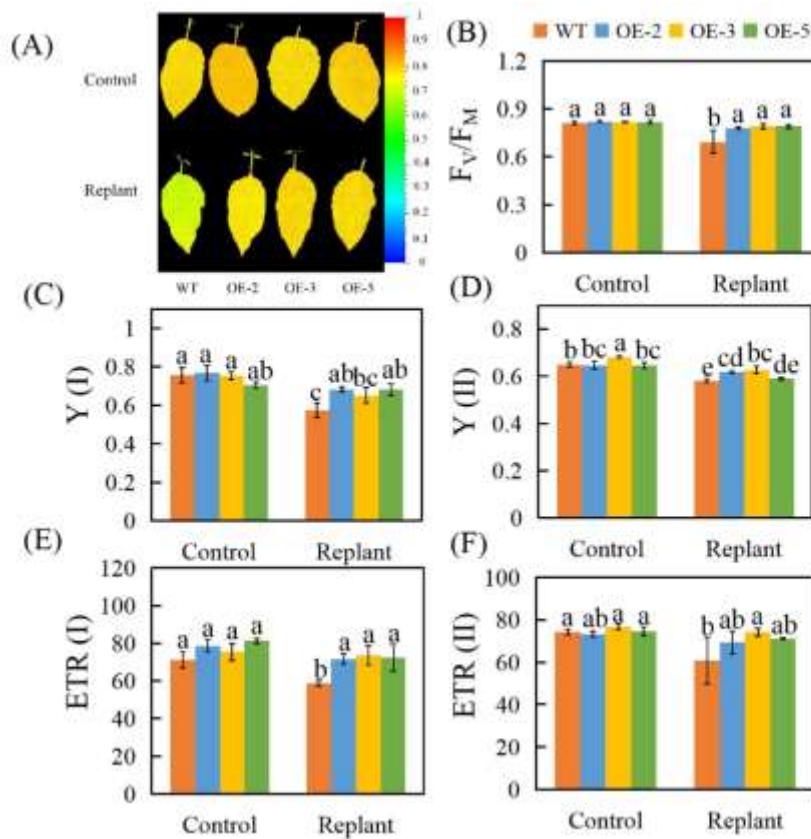 (A)
Control
Replant
WT OE-2 OE-3 OE-5
1
0.9
0.8
0.7
0.6
0.5
0.4
0.3
0.2
0.1
0
WT OE-2 OE-3 OE-5
(B)
F_V/F_M
1.2
0.9
0.6
0.3
0
a a a a b a a a
Control Replant
(C)
Y (I)
1
0.8
0.6
0.4
0.2
0
a a a ab c ab bc ab
Control Replant
(D)
Y (II)
0.8
0.6
0.4
0.2
0
b bc a bc e cd bc de
Control Replant
(E)
ETR (I)
120
100
80
60
40
20
0
a a a a b a a a
Control Replant
(F)
ETR (II)
100
80
60
40
20
0
a ab a a b ab a ab
Control Replant